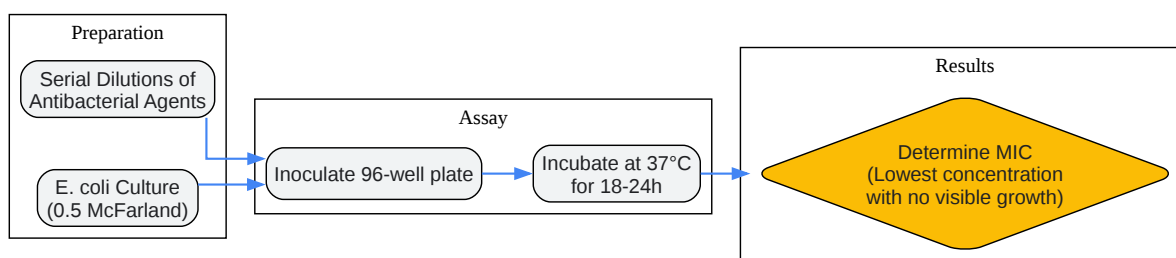 Preparation
Serial Dilutions of
Antibacterial Agents
E. coli Culture
(0.5 McFarland)
Assay
Inoculate 96-well plate
Incubate at 37°C
for 18-24h
Results
Determine MIC
(Lowest concentration
with no visible growth)